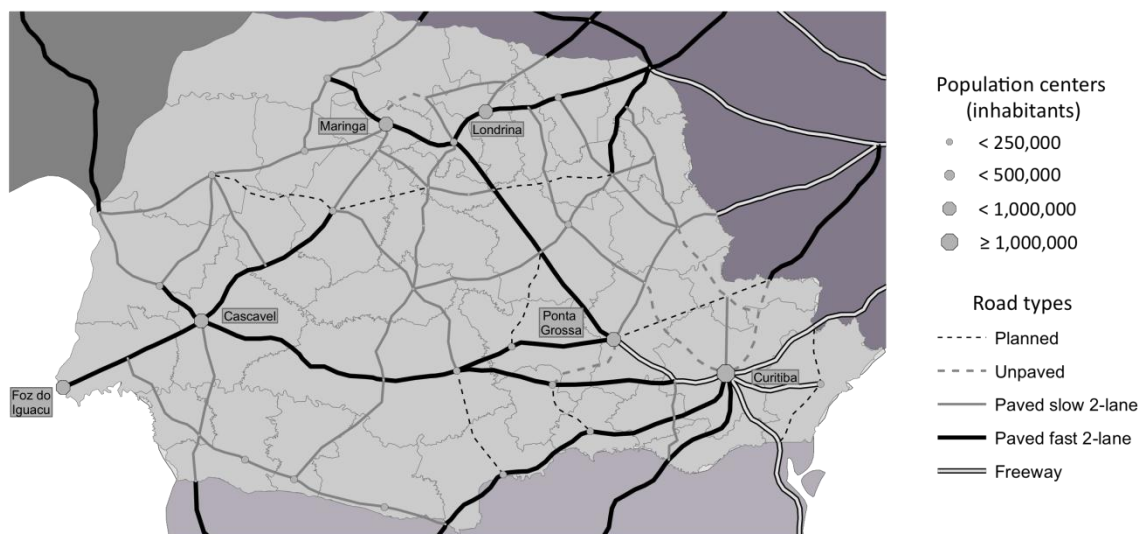 Maringa
Londrina
Cascavel
Ponta
Grossa
Curitiba
Foz do
Iguacu
Population centers
(inhabitants)
< 250,000
< 500,000
< 1,000,000
≥ 1,000,000
Road types
Planned
Unpaved
Paved slow 2-lane
Paved fast 2-lane
Freeway